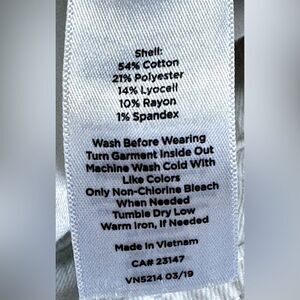 Shell:
54% Cotton
21% Polyester
14% Lyocell
10% Rayon
1% Spandex
Wash Before Wearing
Turn Garment Inside Out
Machine Wash Cold With
Like Colors
Only Non-Chlorine Bleach
When Needed
Tumble Dry Low
Warm Iron, If Needed
Made In Vietnam
CA# 23147
VN5214 03/19